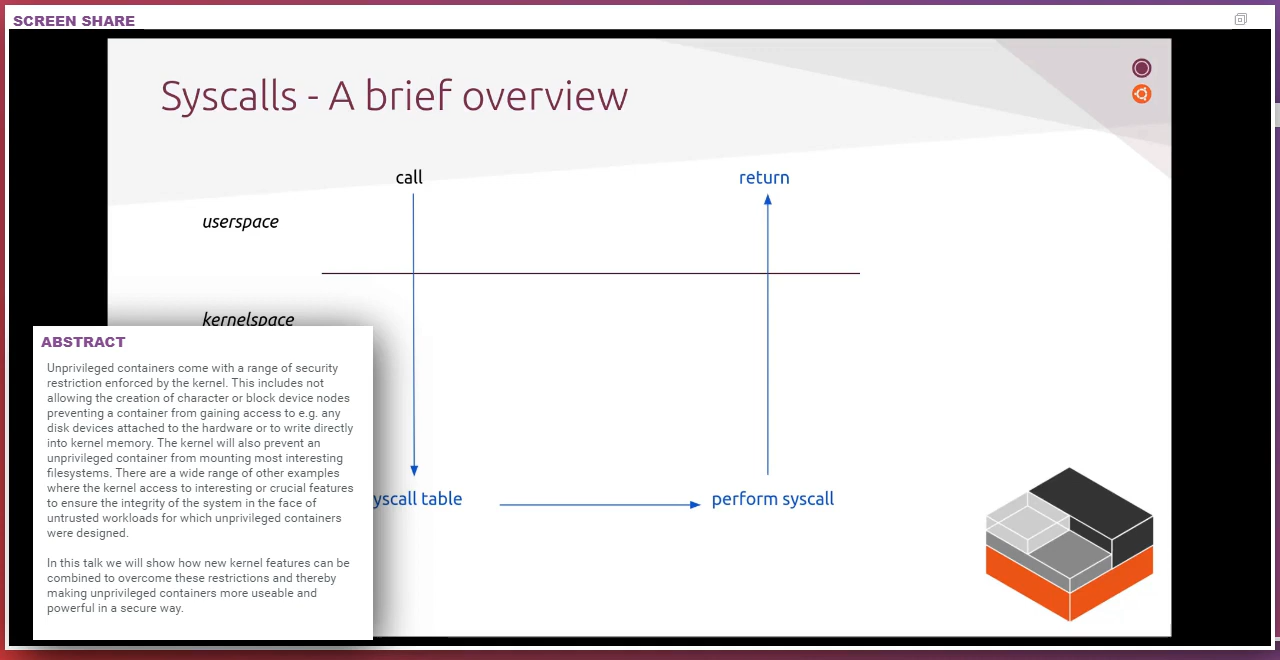 SCREEN SHARE
Syscalls - A brief overview
call
return
userspace
kernelspace
yscall table
perform syscall
ABSTRACT
Unprivileged containers come with a range of security
restriction enforced by the kernel. This includes not
allowing the creation of character or block device nodes
preventing a container from gaining access to e.g. any
disk devices attached to the hardware or to write directly
into kernel memory. The kernel will also prevent an
unprivileged container from mounting most interesting
filesystems. There are a wide range of other examples
where the kernel access to interesting or crucial features
to ensure the integrity of the system in the face of
untrusted workloads for which unprivileged containers
were designed.
In this talk we will show how new kernel features can be
combined to overcome these restrictions and thereby
making unprivileged containers more useable and
powerful in a secure way.